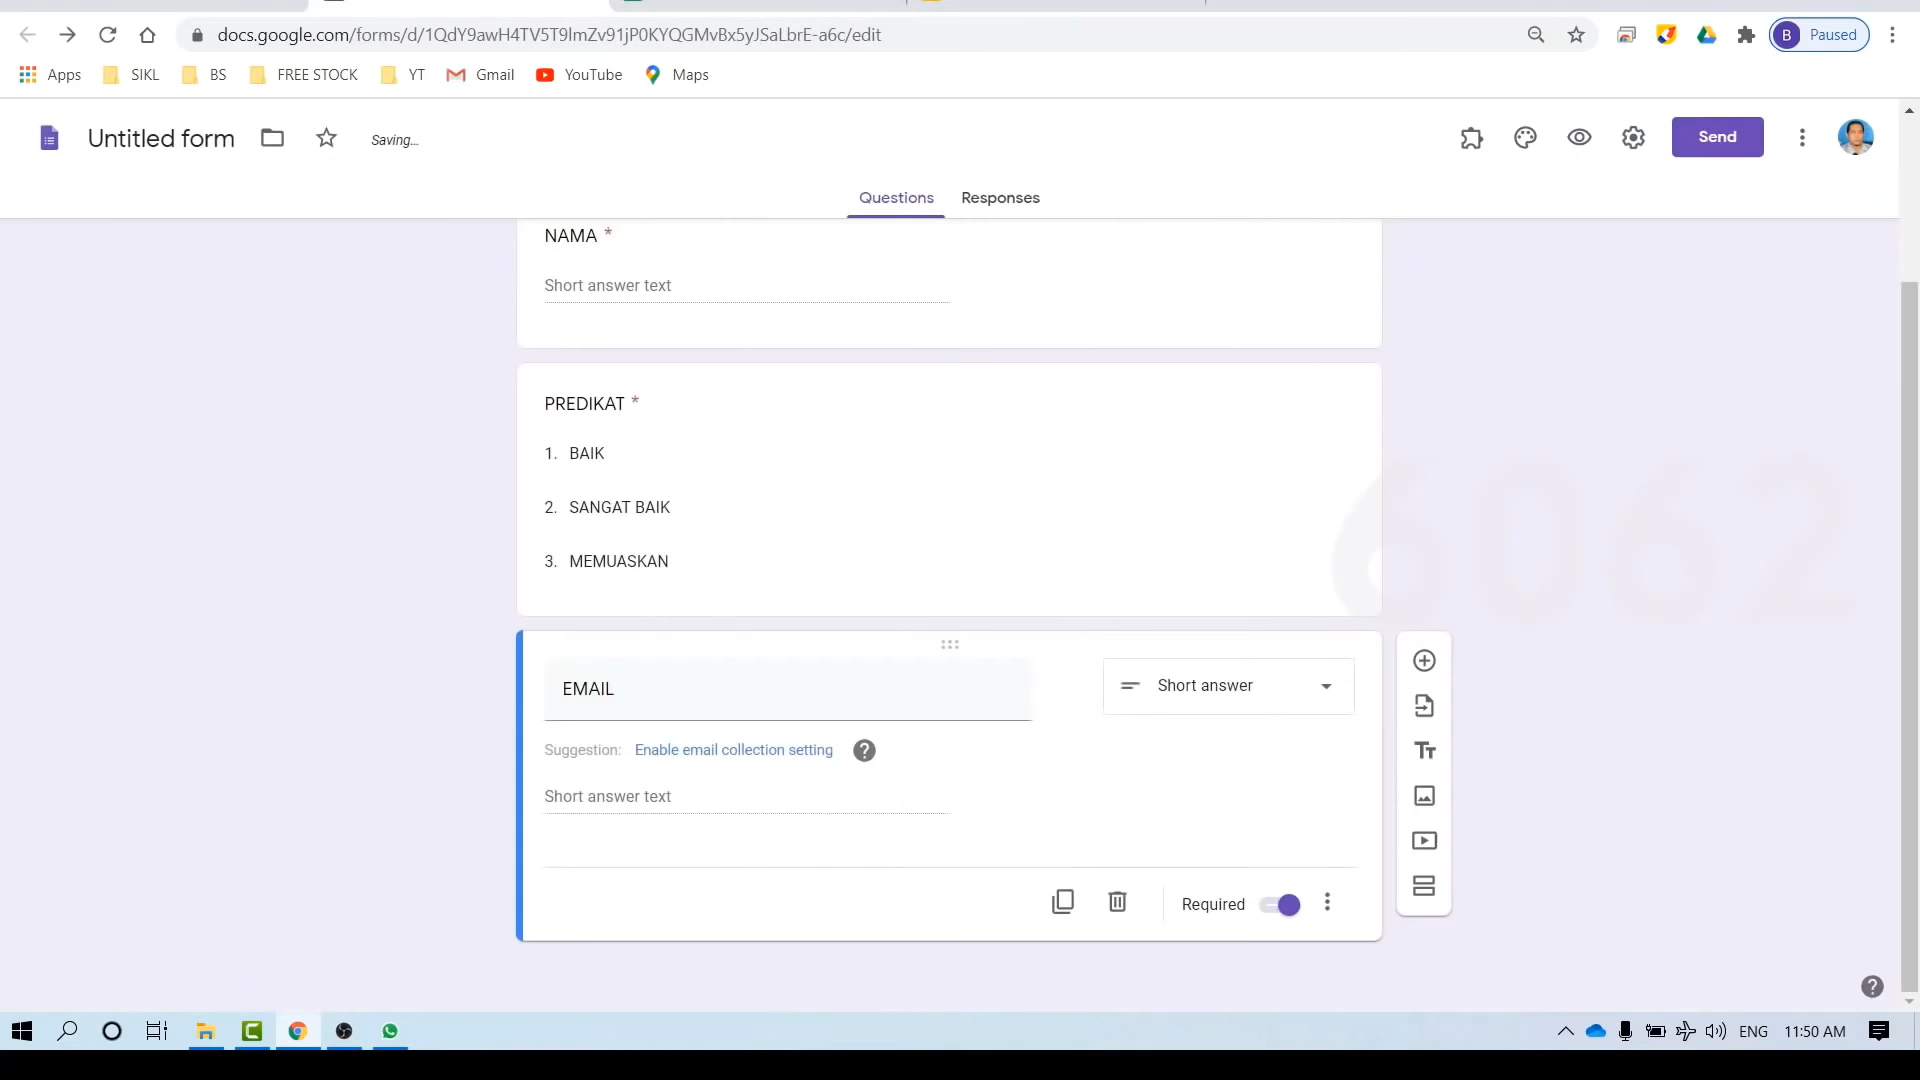 docs.google.com/forms/d/1QdY9awH4TV5T9lmZv91jP0KYQGMvBx5yJSaLbrE-a6c/edit
B Paused
Apps SIKL BS FREE STOCK YT Gmail YouTube Maps
Untitled form Saving...
Send
Questions Responses
NAMA *
Short answer text
PREDIKAT *
1. BAIK
2. SANGAT BAIK
3. MEMUASKAN
6062
EMAIL
Short answer
Suggestion: Enable email collection setting
Short answer text
Required
ENG 11:50 AM